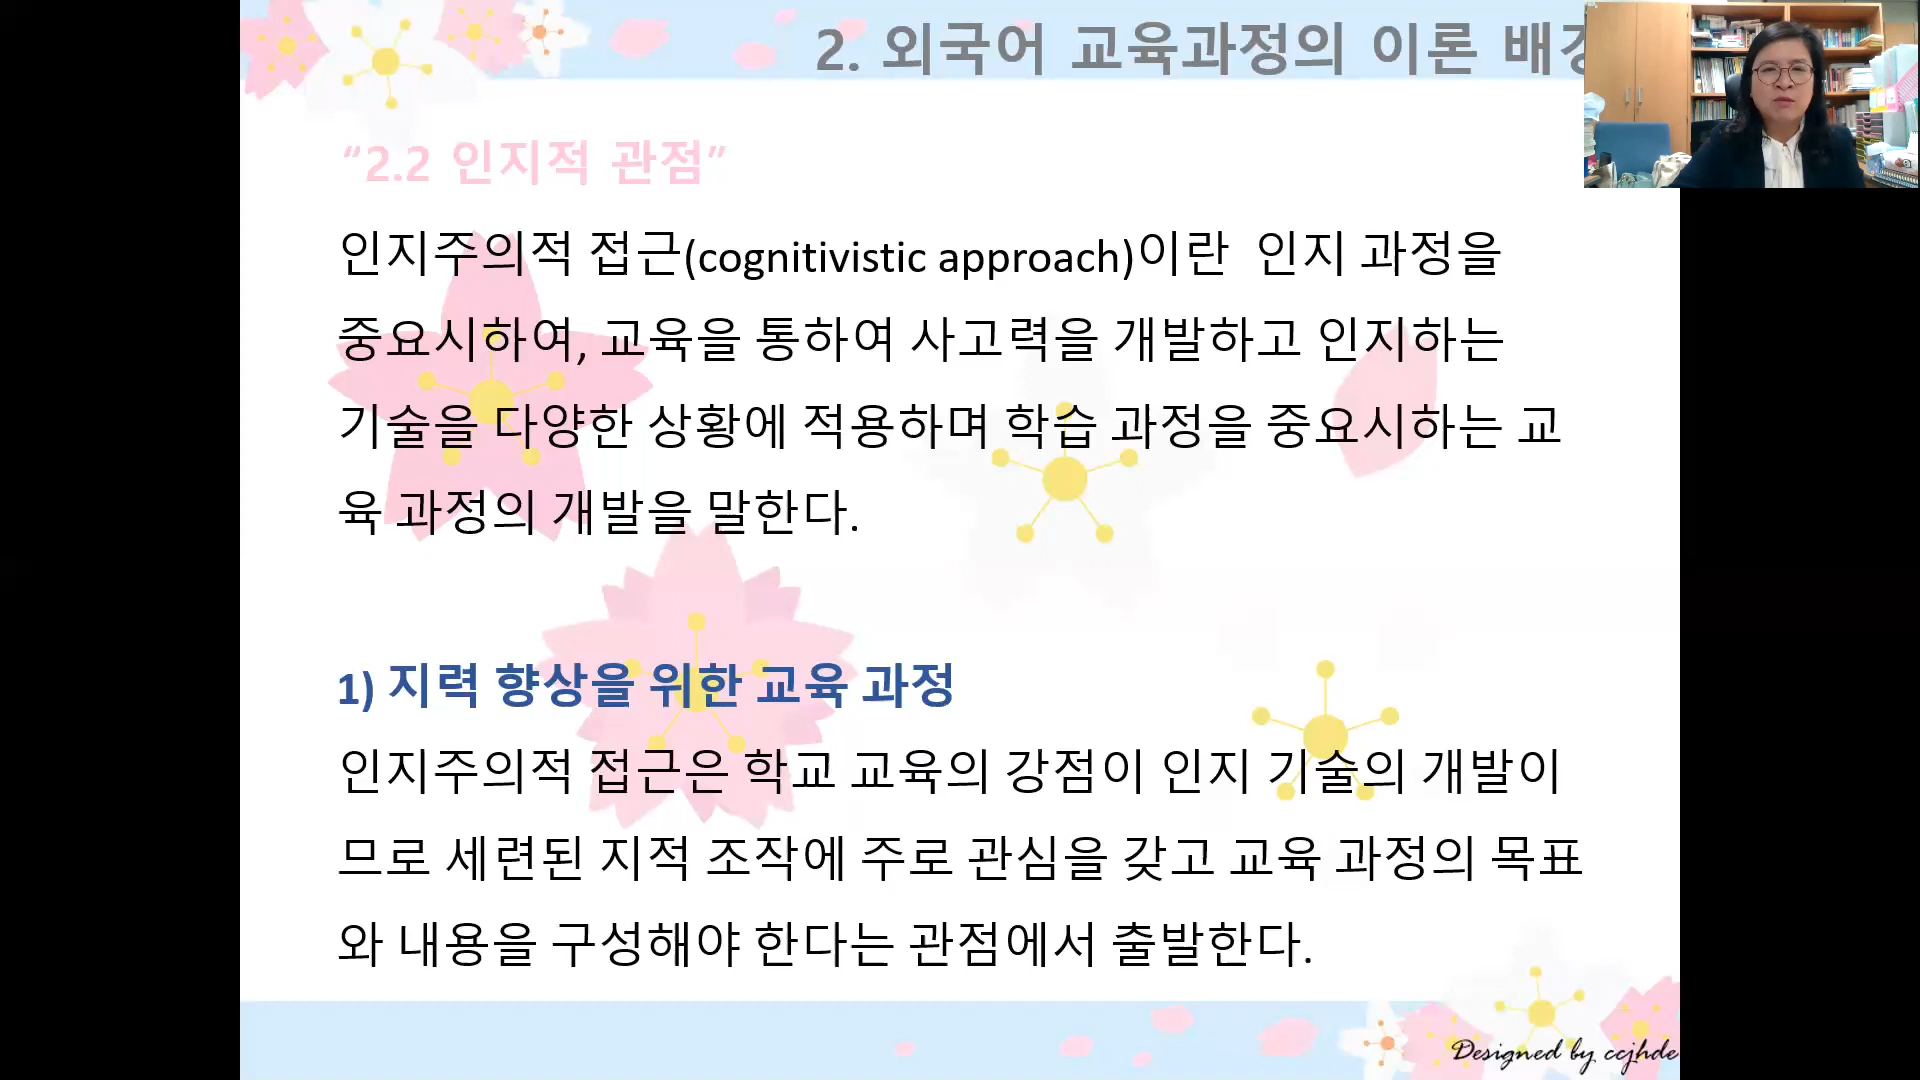 2. 외국어 교육과정의 이론
“2.2 인지적 관점”
인지주의적 접근(cognitivistic approach)이란 인지 과정을
중요시하여, 교육을 통하여 사고력을 개발하고 인지하는
기술을 다양한 상황에 적용하며 학습 과정을 중요시하는 교
육 과정의 개발을 말한다.
1) 지력 향상을 위한 교육 과정
인지주의적 접근은 학교 교육의 강점이 인지 기술의 개발이
므로 세련된 지적 조작에 주로 관심을 갖고 교육 과정의 목표
와 내용을 구성해야 한다는 관점에서 출발한다.
Designed by ccjhde